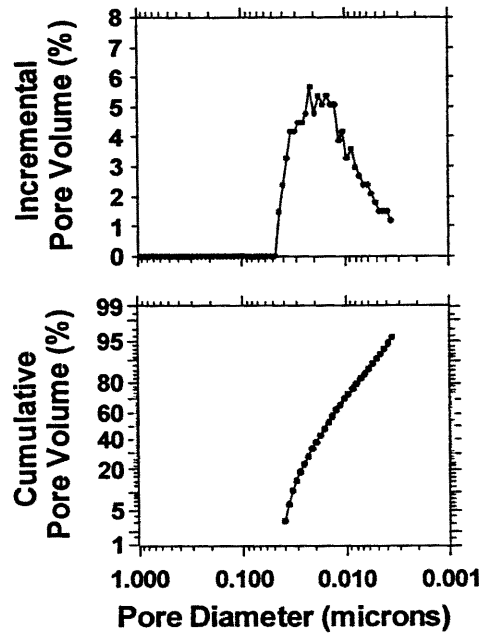 Incremental
Pore Volume (%)
8
7
6
5
4
3
2
1
0
Cumulative
Pore Volume (%)
99
95
80
60
40
20
5
1
1.000 0.100 0.010 0.001
Pore Diameter (microns)